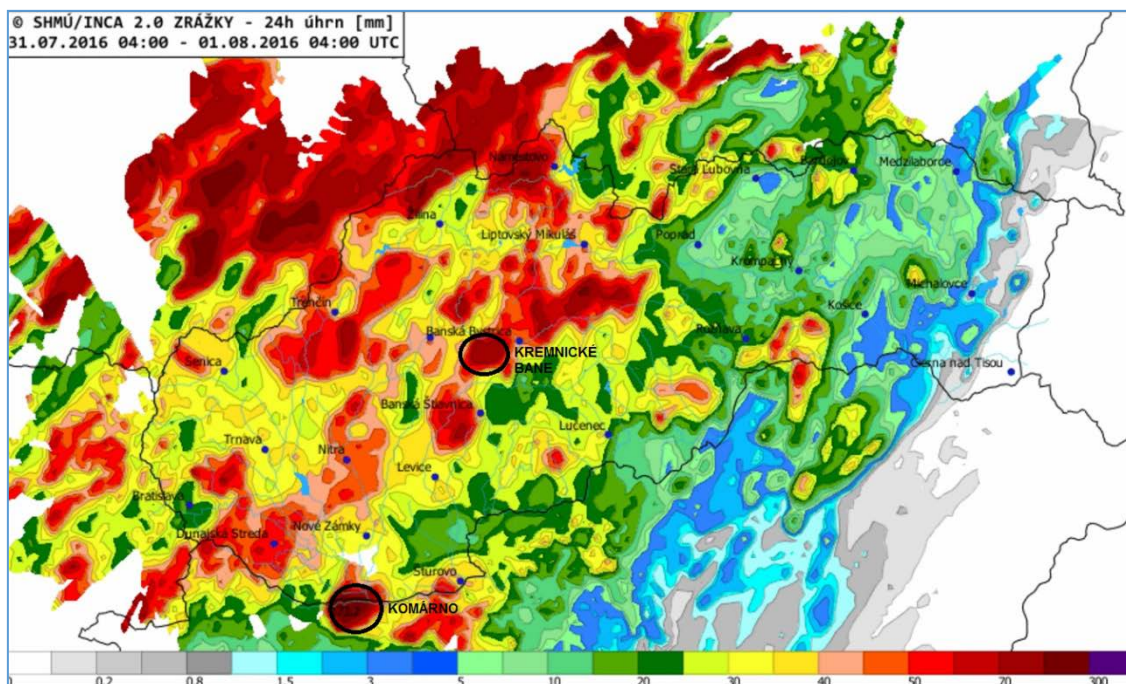 © SHMÚ/INCA 2.0 ZRÁŽKY - 24h úhrn [mm]
31.07.2016 04:00 - 01.08.2016 04:00 UTC
Námestovo
Stará Ľubovňa
Bardejov
Medzilaborce
Žilina
Liptovský Mikuláš
Poprad
Krompachy
Michalovce
Trenčín
Košice
Banská Bystrica
Rožňava
KREMNICKÉ
BANE
Senica
Čierna nad Tisou
Banská Štiavnica
Lučenec
Trnava
Nitra
Levice
Bratislava
Dunajská Streda
Nové Zámky
Štúrovo
KOMÁRNO
0 0.2 0.8 1.5 3 5 10 20 30 40 50 70 300